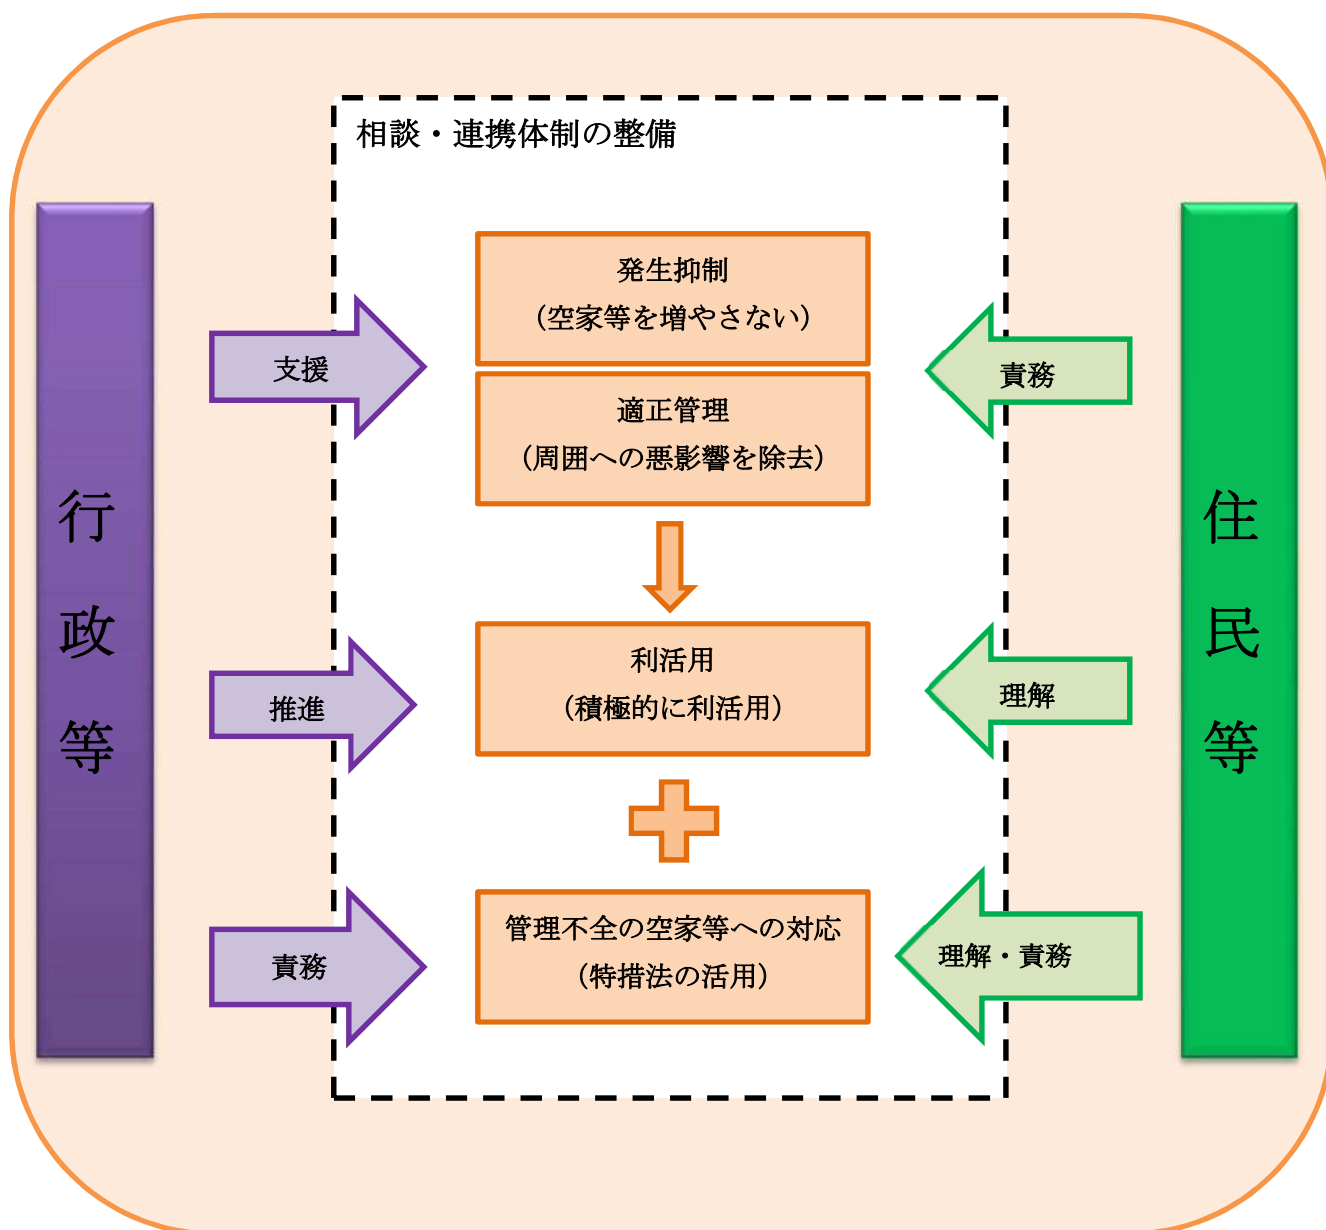 相談・連携体制の整備
行政等
発生抑制
（空家等を増やさない）
支援
責務
適正管理
（周囲への悪影響を除去）
利活用
（積極的に利活用）
推進
理解
管理不全の空家等への対応
（特措法の活用）
責務
理解・責務
住民等